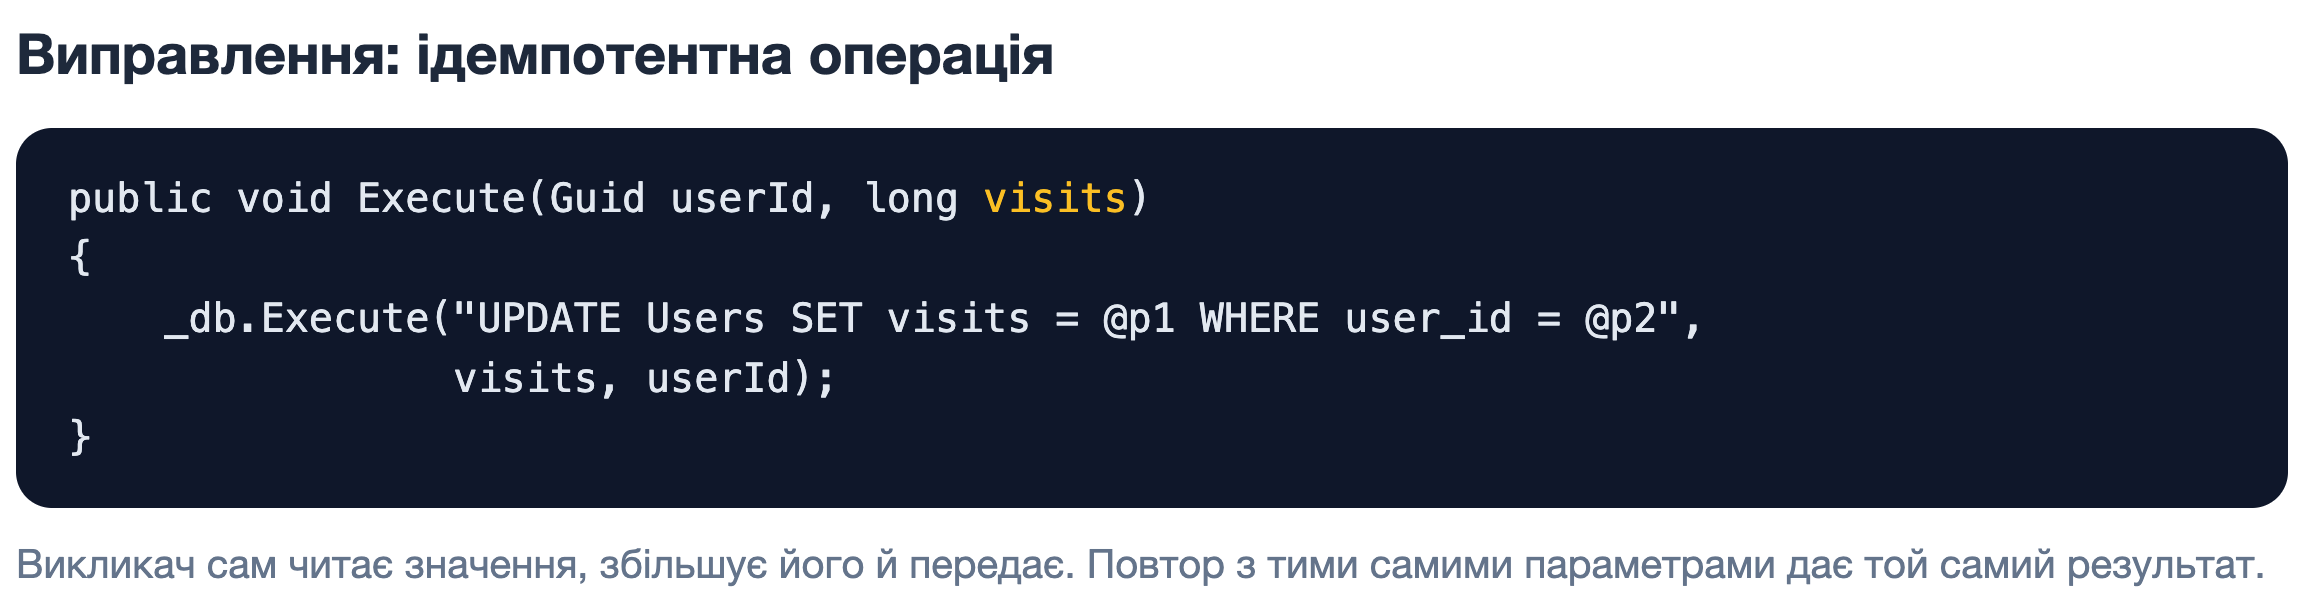 Виправлення: ідемпотентна операція
public void Execute(Guid userId, long visits)
{
    _db.Execute("UPDATE Users SET visits = @p1 WHERE user_id = @p2",
                visits, userId);
}
Викликач сам читає значення, збільшує його й передає. Повтор з тими самими параметрами дає той самий результат.